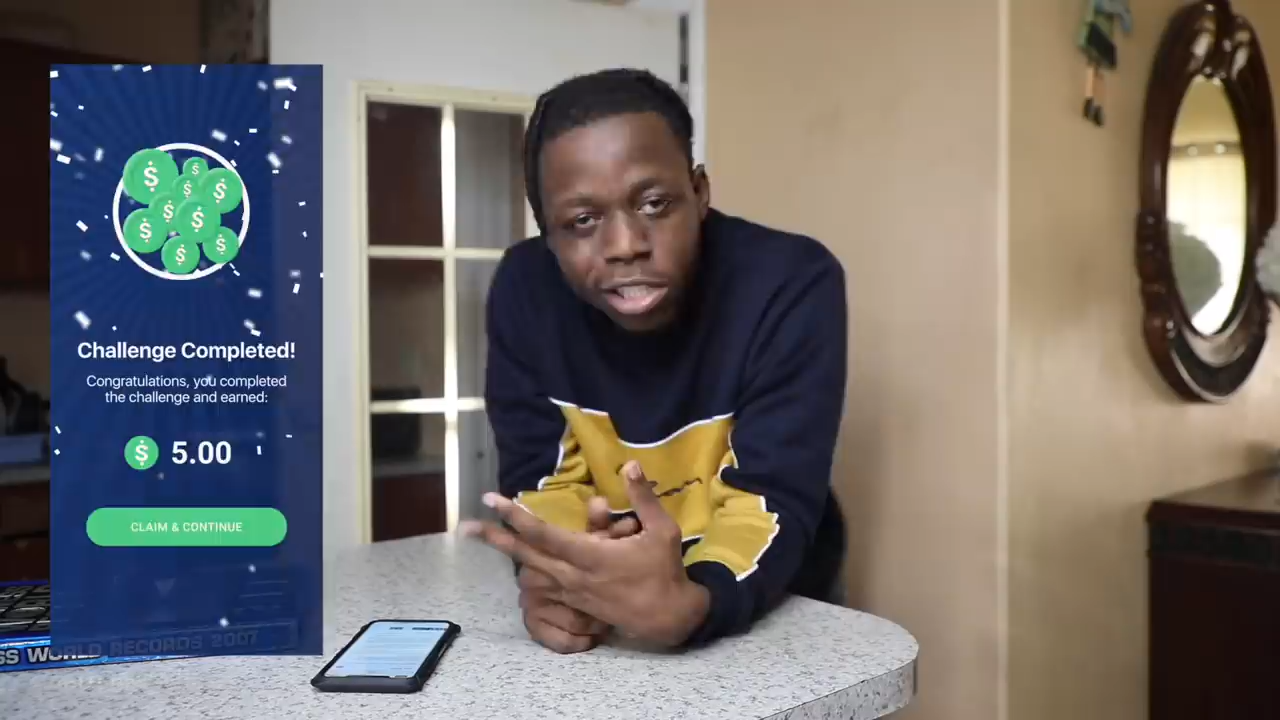 Challenge Completed!
Congratulations, you completed
the challenge and earned:
$ 5.00
CLAIM & CONTINUE
SS WORLD RECORDS 2007